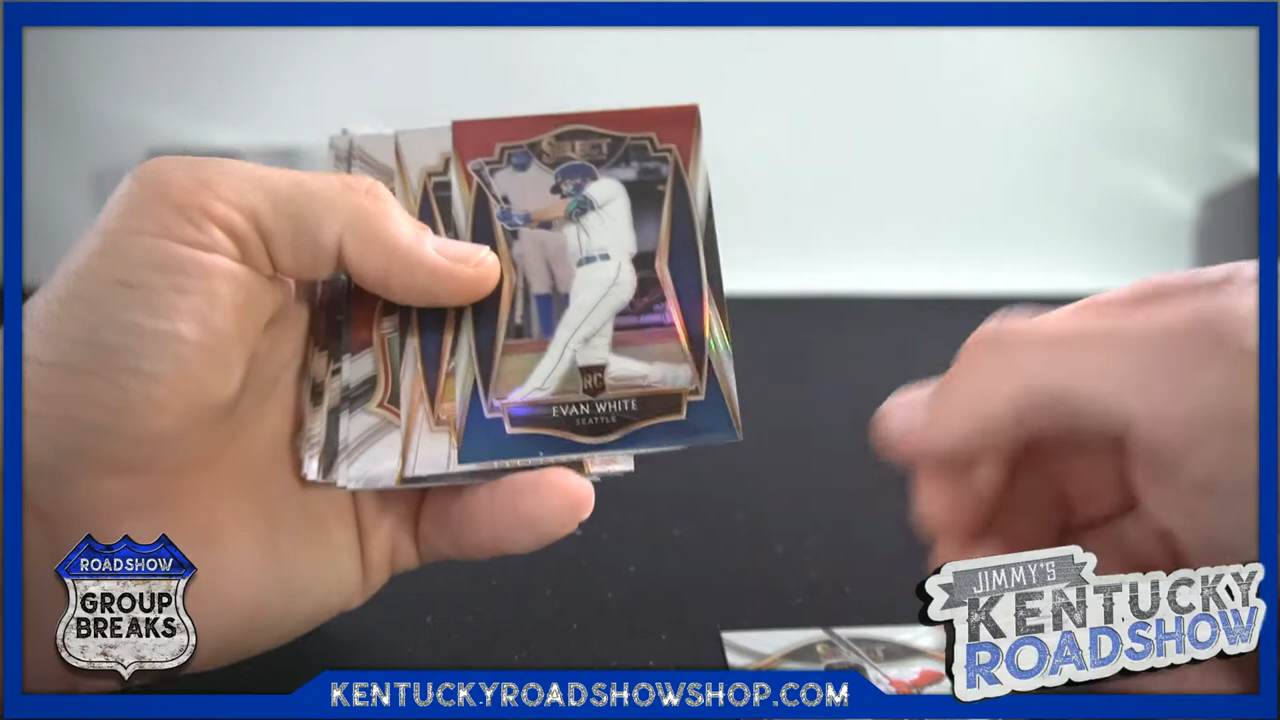 SELECT
RC
EVAN WHITE
SEATTLE
ROADSHOW
GROUP
BREAKS
JIMMY'S
KENTUCKY
ROADSHOW
KENTUCKYROADSHOWSHOP.COM